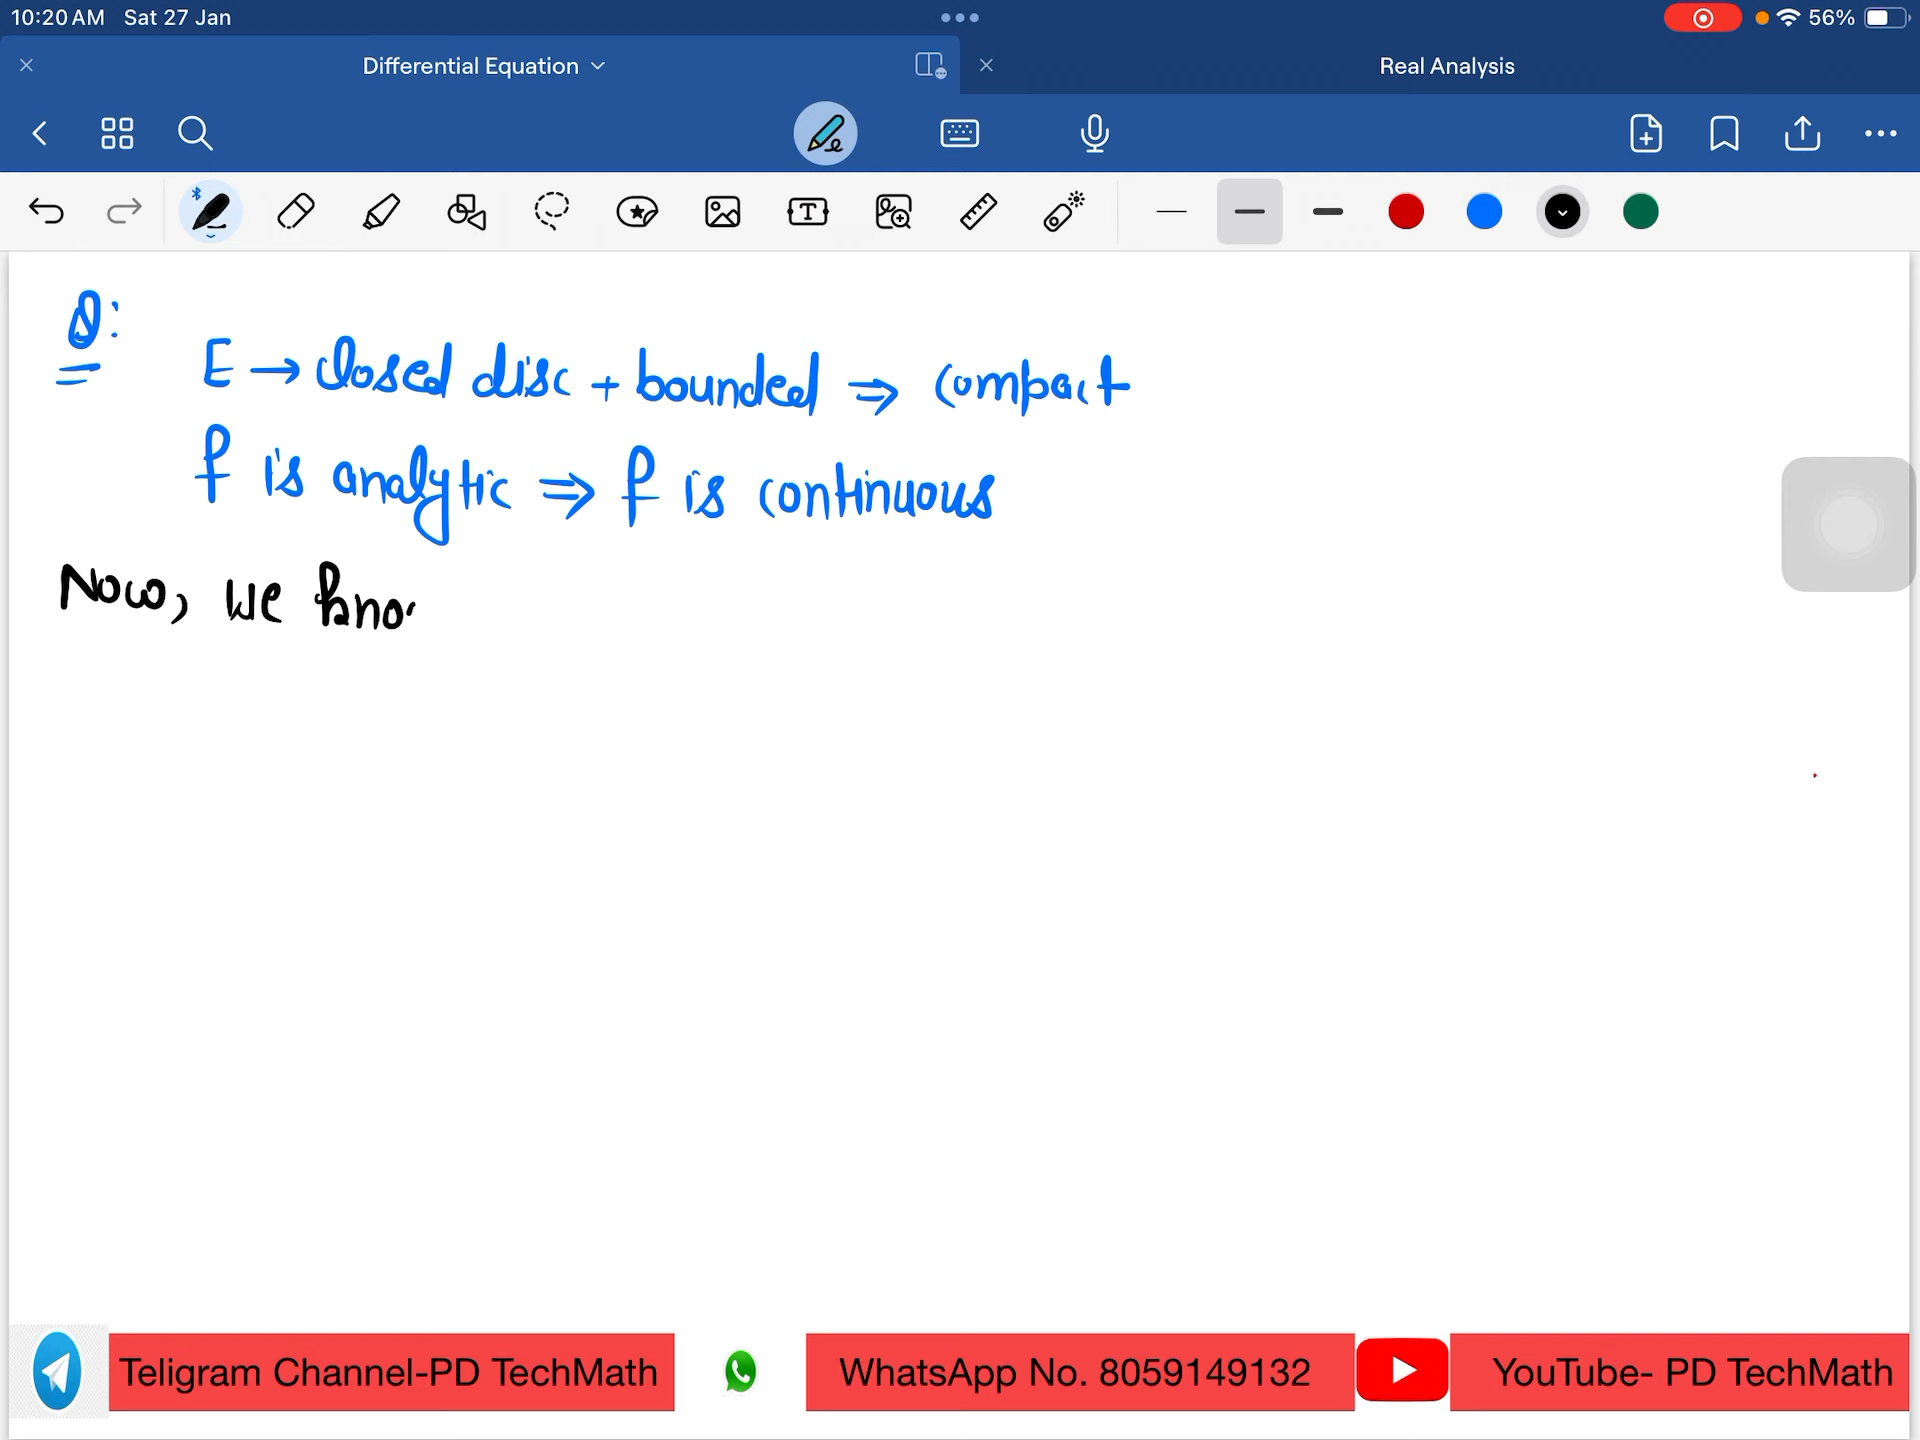 10:20 AM Sat 27 Jan
56%
Differential Equation
Real Analysis
Q:
E → closed disc + bounded ⇒ compact
f is analytic ⇒ f is continuous
Now, we kno
Teligram Channel-PD TechMath
WhatsApp No. 8059149132
YouTube- PD TechMath